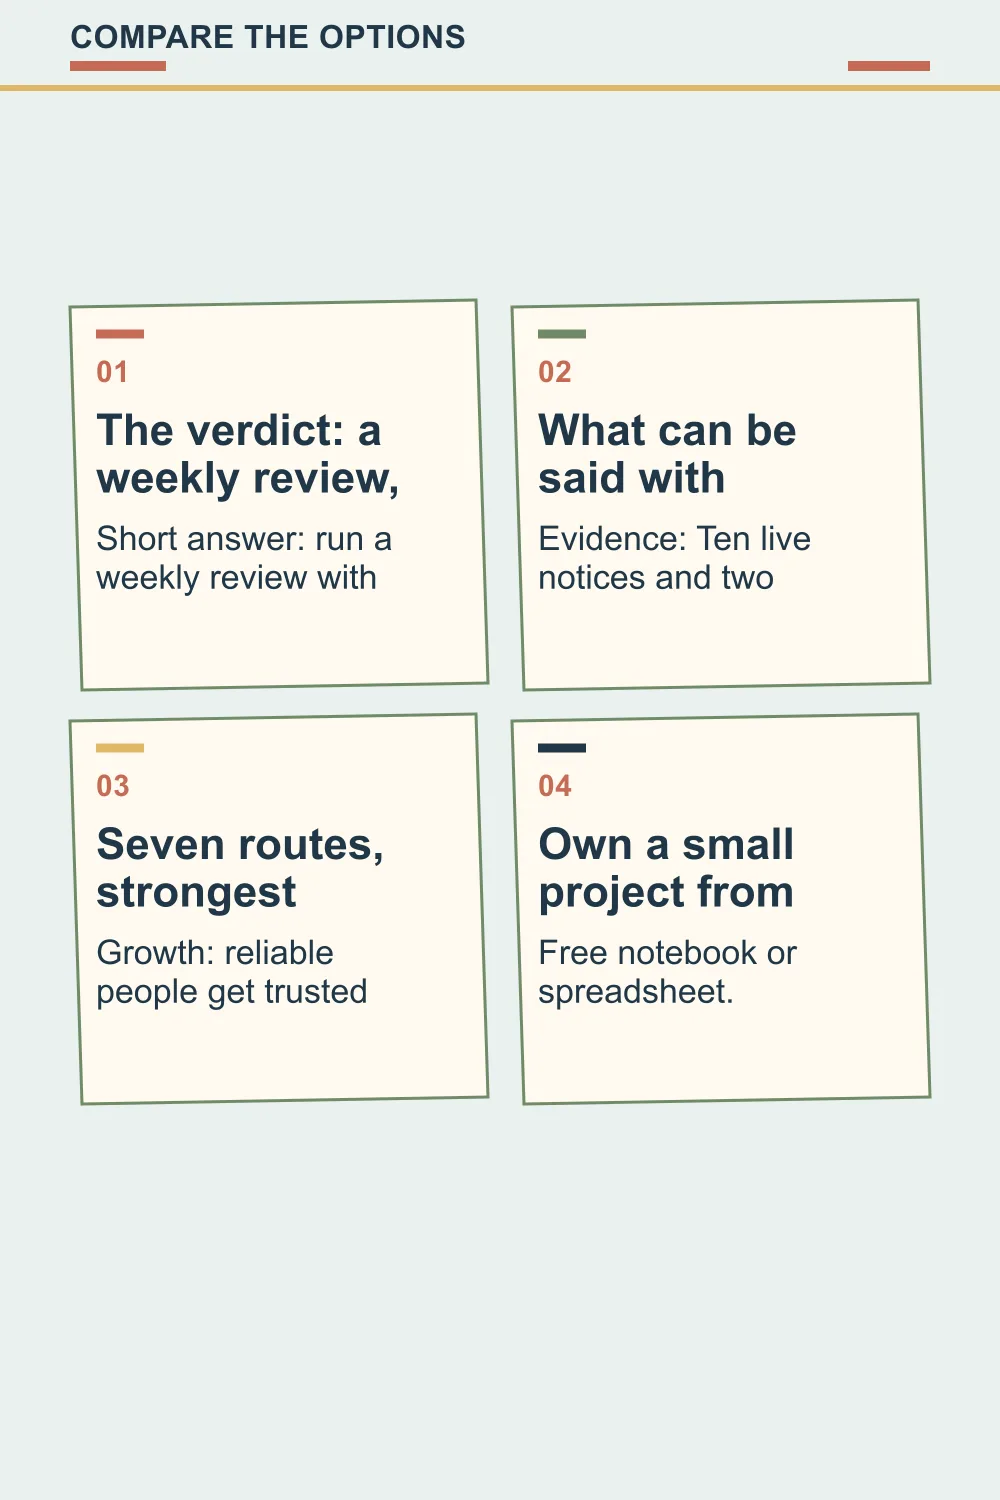 COMPARE THE OPTIONS
01
The verdict: a
weekly review,
Short answer: run a
weekly review with
02
What can be
said with
Evidence: Ten live
notices and two
03
Seven routes,
strongest
Growth: reliable
people get trusted
04
Own a small
project from
Free notebook or
spreadsheet.